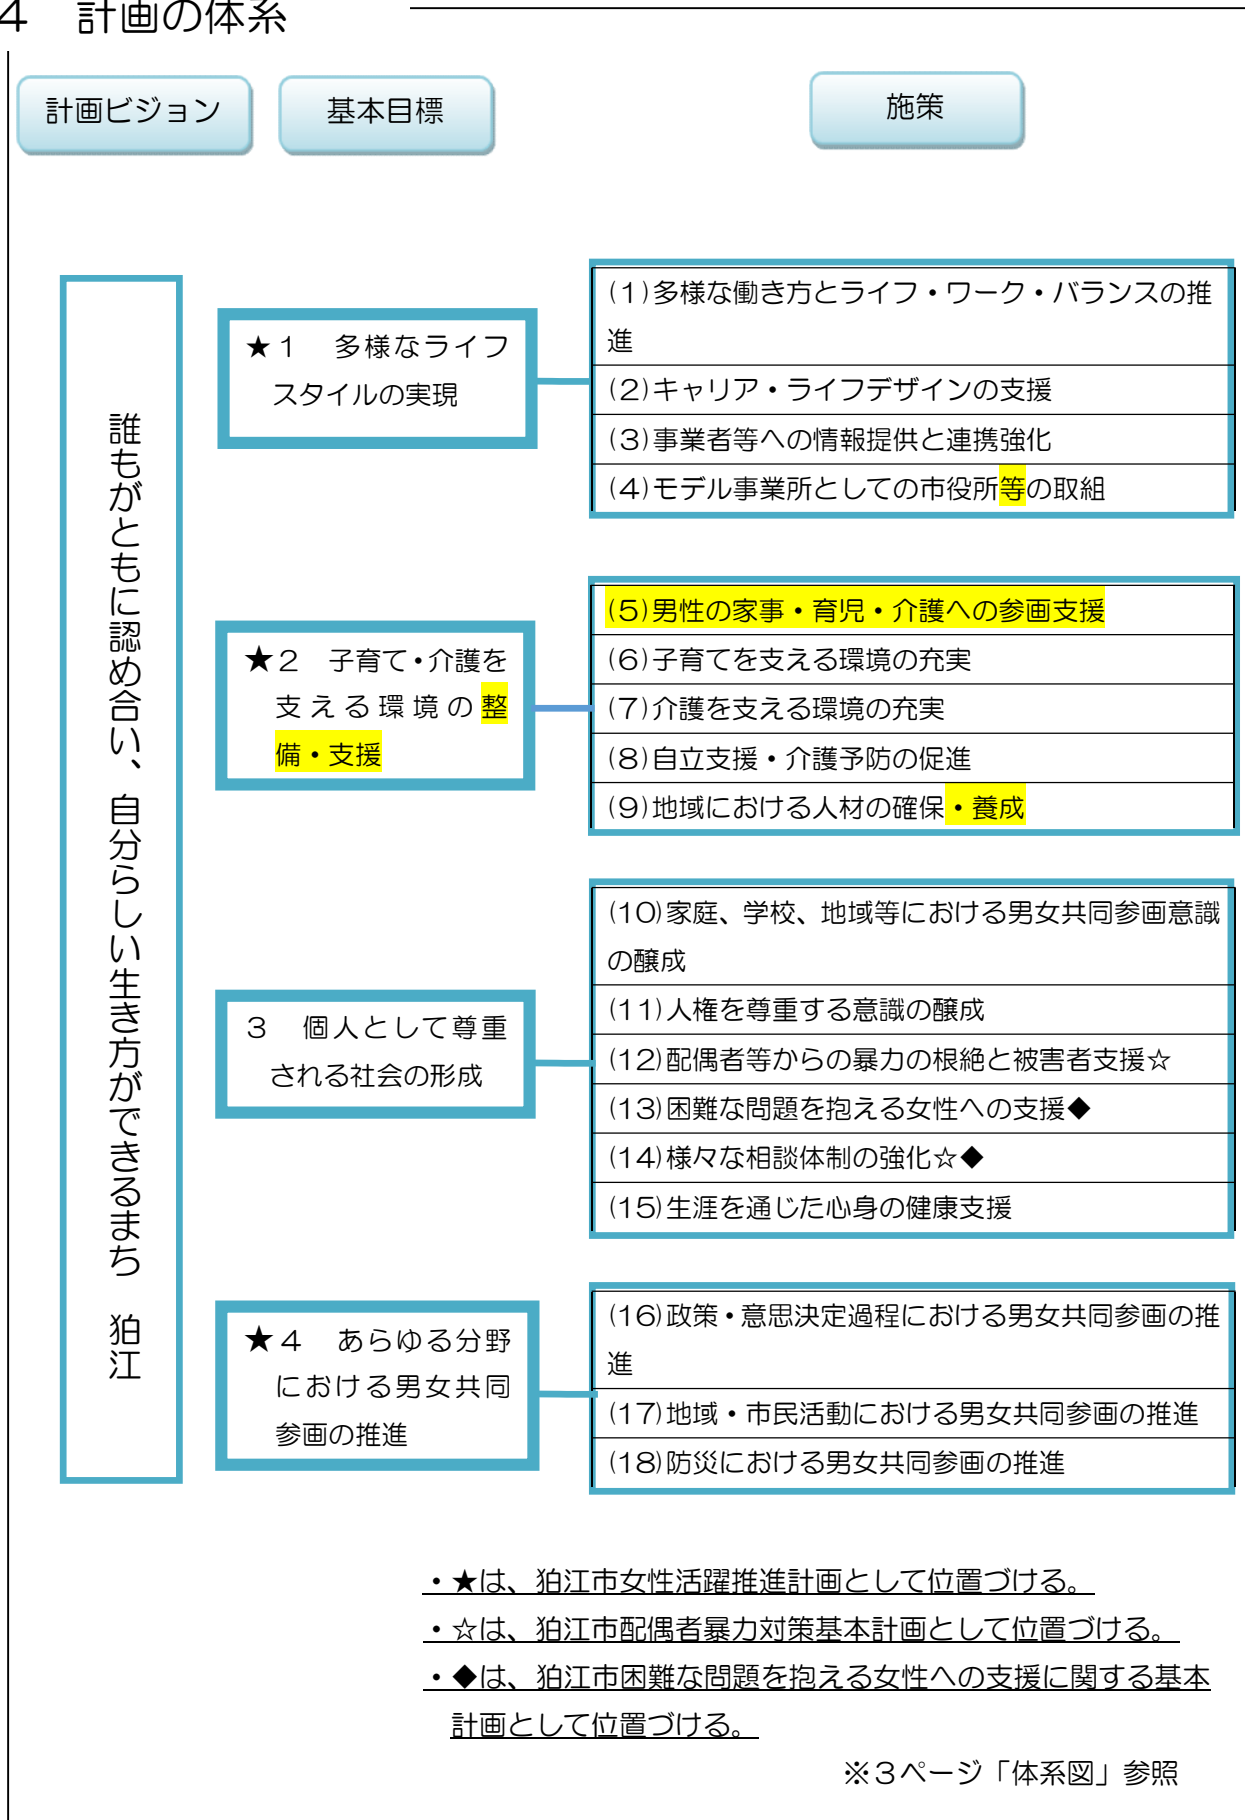 4　計画の体系
計画ビジョン
基本目標
施策
誰もがともに認め合い、自分らしい生き方ができるまち　狛江
★１　多様なライフ
スタイルの実現
(1)多様な働き方とライフ・ワーク・バランスの推
進
(2)キャリア・ライフデザインの支援
(3)事業者等への情報提供と連携強化
(4)モデル事業所としての市役所等の取組
★２　子育て・介護を
支える環境の整
備・支援
(5)男性の家事・育児・介護への参画支援
(6)子育てを支える環境の充実
(7)介護を支える環境の充実
(8)自立支援・介護予防の促進
(9)地域における人材の確保・養成
３　個人として尊重
される社会の形成
(10)家庭、学校、地域等における男女共同参画意識
の醸成
(11)人権を尊重する意識の醸成
(12)配偶者等からの暴力の根絶と被害者支援☆
(13)困難な問題を抱える女性への支援◆
(14)様々な相談体制の強化☆◆
(15)生涯を通じた心身の健康支援
★４　あらゆる分野
における男女共同
参画の推進
(16)政策・意思決定過程における男女共同参画の推
進
(17)地域・市民活動における男女共同参画の推進
(18)防災における男女共同参画の推進
・★は、狛江市女性活躍推進計画として位置づける。
・☆は、狛江市配偶者暴力対策基本計画として位置づける。
・◆は、狛江市困難な問題を抱える女性への支援に関する基本
計画として位置づける。
※３ページ「体系図」参照